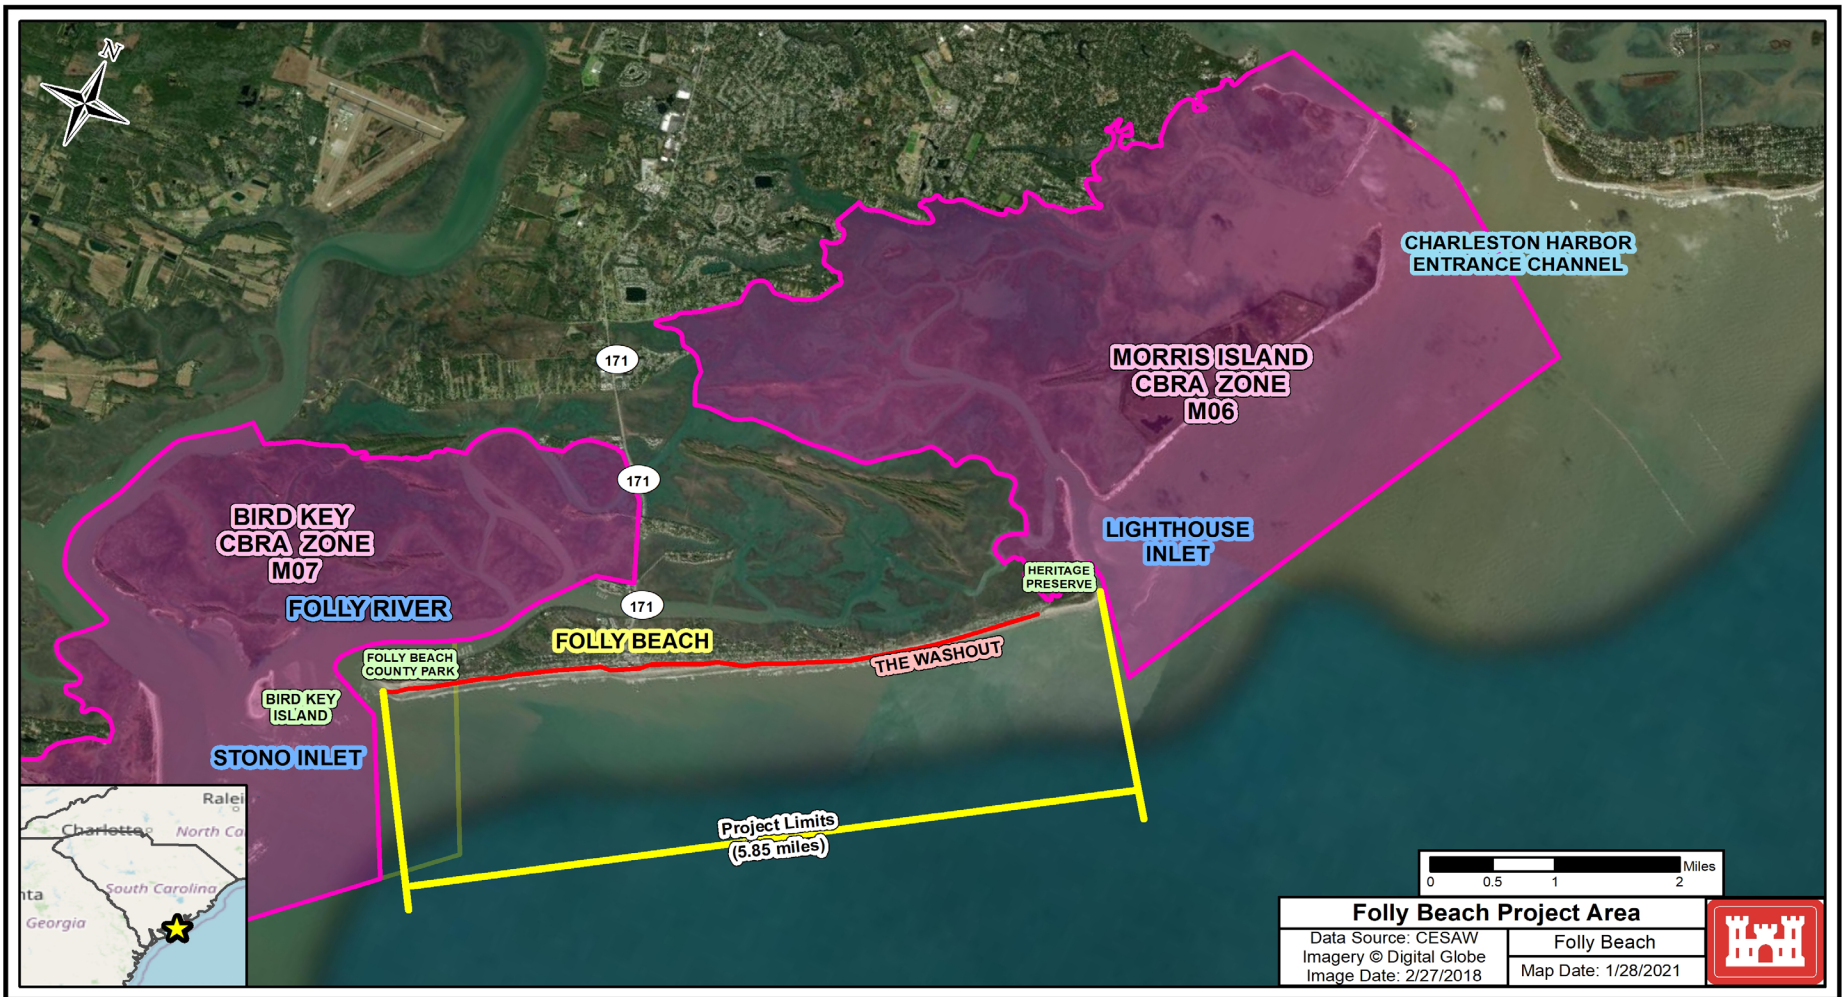 N
CHARLESTON HARBOR
ENTRANCE CHANNEL
171
MORRIS ISLAND
CBRA ZONE
M06
171
BIRD KEY
CBRA ZONE
M07
LIGHTHOUSE
INLET
HERITAGE
PRESERVE
FOLLY RIVER
171
FOLLY BEACH
THE WASHOUT
FOLLY BEACH
COUNTY PARK
BIRD KEY
ISLAND
STONO INLET
Project Limits
(5.85 miles)
Ralei
Charlotte
North Ca
South Carolina
nta
Georgia
Miles
0 0.5 1 2
Folly Beach Project Area
Data Source: CESAW
Imagery © Digital Globe
Image Date: 2/27/2018
Folly Beach
Map Date: 1/28/2021